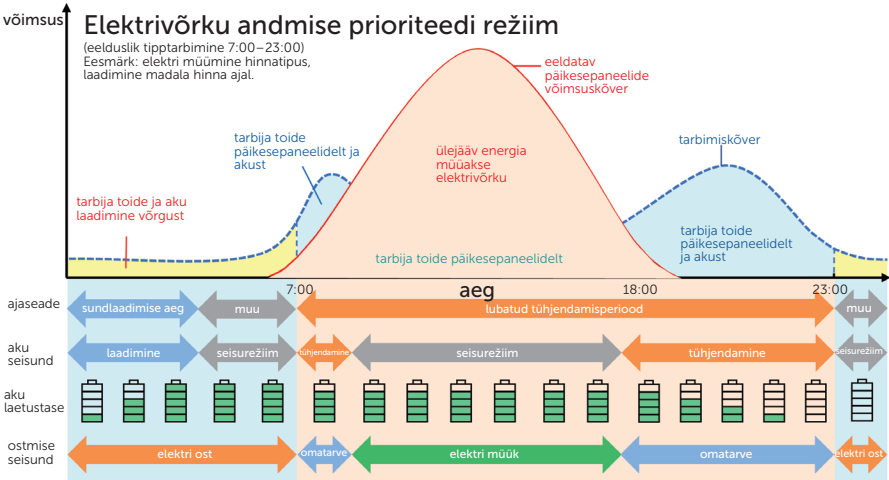 võimsus
Elektrivõrku andmise prioriteedi režiim
(eelduslik tipptarbimine 7:00–23:00)
Eesmärk: elektri müümine hinnatipus,
laadimine madala hinna ajal.
eeldatav
päikesepaneelide
võimsuskõver
tarbija toide
päikesepaneelidelt ja
akust
tarbimiskõver
ülejääv energia
müüakse
elektrivõrku
tarbija toide ja aku
laadimine võrgust
tarbija toide
päikesepaneelidelt
ja akust
tarbija toide päikesepaneelidelt
7:00
aeg
18:00
23:00
ajaseade
sundlaadimise aeg
muu
lubatud tühjendamisperiood
muu
aku
seisund
laadimine
seisurežiim
tühjendamine
seisurežiim
tühjendamine
seisurežiim
aku
laetustase
ostmise
seisund
elektri ost
omatarve
elektri müük
omatarve
elektri ost